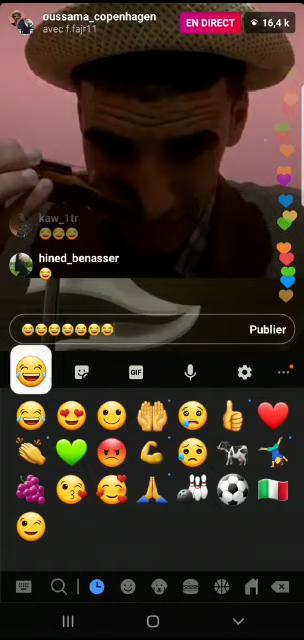 oussama_copenhagen
avec f.fajr11
EN DIRECT
16,4 k
kaw_1tr
😂😂😂
hined_benasser
😂
😂😂😂😂😂😂😂
Publier
GIF